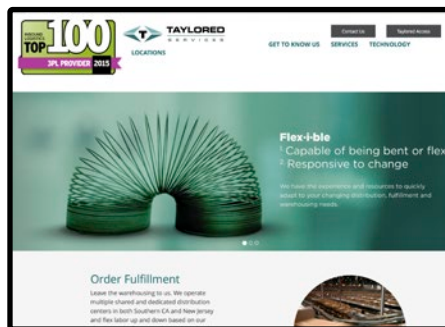 INBOUND LOGISTICS
TOP 100
3PL PROVIDER 2015
T
TAYLORED
SERVICES
Contact Us
Taylored Access
LOCATIONS
GET TO KNOW US SERVICES TECHNOLOGY
Flex·i·ble
1 Capable of being bent or flex
2 Responsive to change
We have the experience and resources to quickly
adapt to your changing distribution, fulfillment and
warehousing needs.
Order Fulfillment
Leave the warehousing to us. We operate
multiple shared and dedicated distribution
centers in both Southern CA and New Jersey
and flex labor up and down based on our